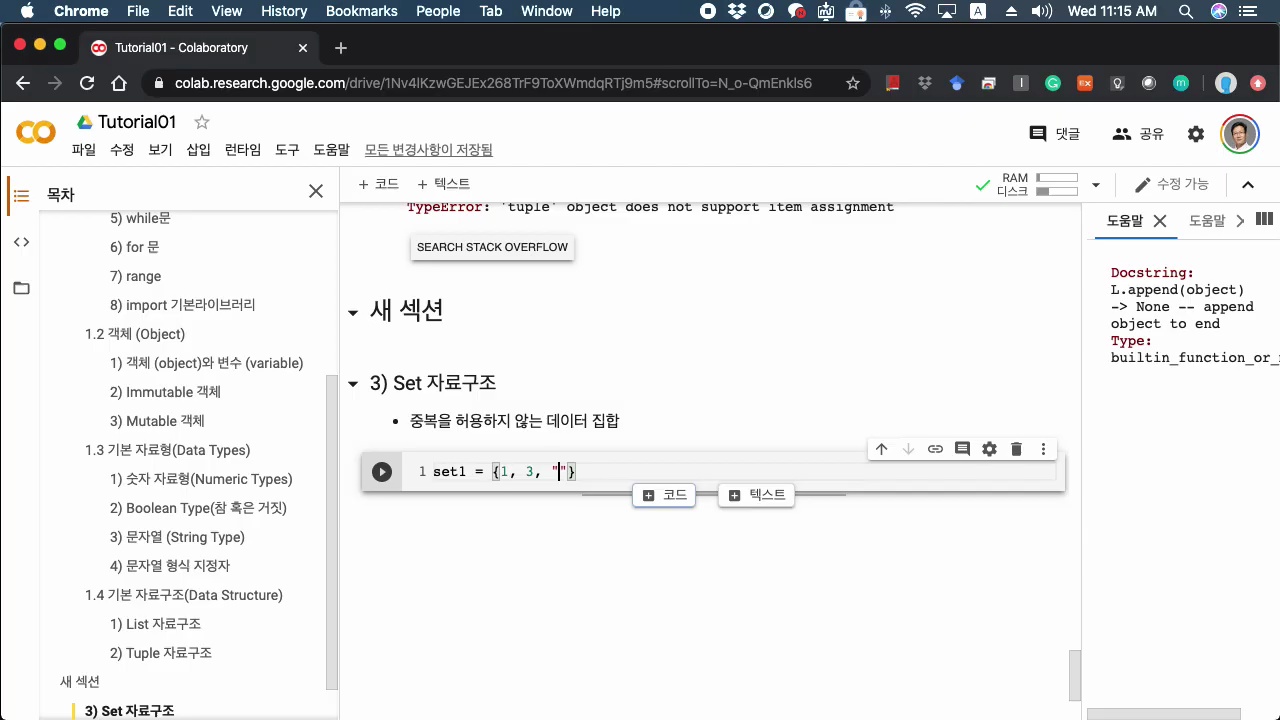 Chrome File Edit View History Bookmarks People Tab Window Help A Wed 11:15 AM
Tutorial01 - Colaboratory
colab.research.google.com/drive/1Nv4lKzwGEJEx268TrF9ToXWmdqRTj9m5#scrollTo=N_o-QmEnkls6
Tutorial01
댓글 공유
파일 수정 보기 삽입 런타임 도구 도움말 모든 변경사항이 저장됨
목차
+ 코드 + 텍스트
RAM
디스크
수정 가능
5) while문
6) for 문
7) range
8) import 기본라이브러리
1.2 객체 (Object)
1) 객체 (object)와 변수 (variable)
2) Immutable 객체
3) Mutable 객체
1.3 기본 자료형(Data Types)
1) 숫자 자료형(Numeric Types)
2) Boolean Type(참 혹은 거짓)
3) 문자열 (String Type)
4) 문자열 형식 지정자
1.4 기본 자료구조(Data Structure)
1) List 자료구조
2) Tuple 자료구조
새 섹션
3) Set 자료구조
TypeError: 'tuple' object does not support item assignment
SEARCH STACK OVERFLOW
새 섹션
3) Set 자료구조
• 중복을 허용하지 않는 데이터 집합
1 set1 = {1, 3, ""}
코드 텍스트
도움말 도움말
Docstring:
L.append(object)
-> None -- append
object to end
Type:
builtin_function_or_